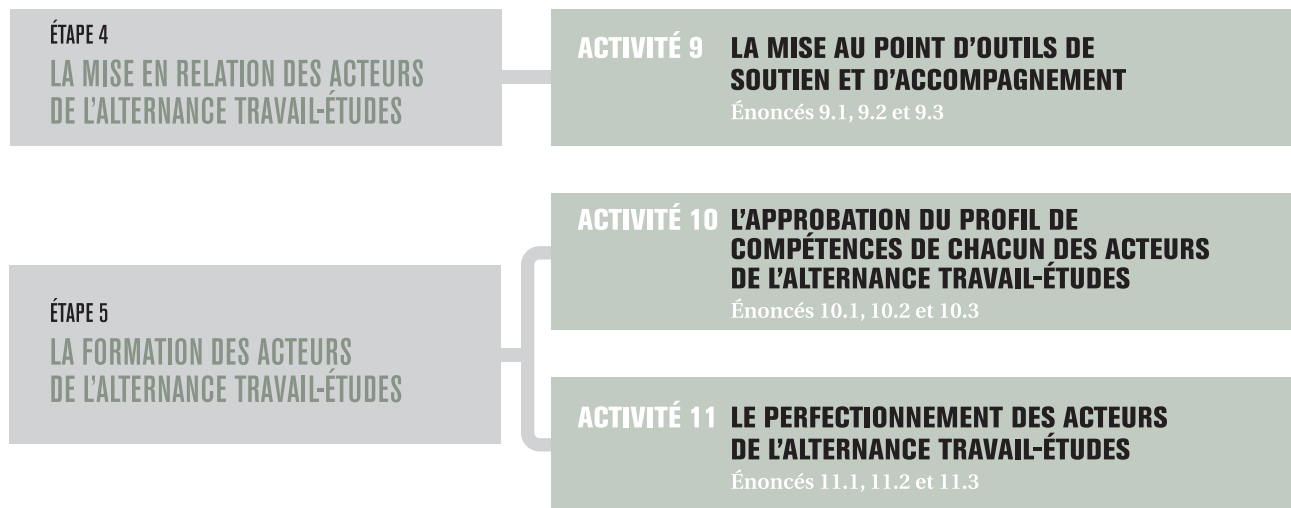 ÉTAPE 4
LA MISE EN RELATION DES ACTEURS
DE L'ALTERNANCE TRAVAIL-ÉTUDES
ACTIVITÉ 9 LA MISE AU POINT D'OUTILS DE
SOUTIEN ET D'ACCOMPAGNEMENT
Énoncés 9.1, 9.2 et 9.3
ÉTAPE 5
LA FORMATION DES ACTEURS
DE L'ALTERNANCE TRAVAIL-ÉTUDES
ACTIVITÉ 10 L'APPROBATION DU PROFIL DE
COMPÉTENCES DE CHACUN DES ACTEURS
DE L'ALTERNANCE TRAVAIL-ÉTUDES
Énoncés 10.1, 10.2 et 10.3
ACTIVITÉ 11 LE PERFECTIONNEMENT DES ACTEURS
DE L'ALTERNANCE TRAVAIL-ÉTUDES
Énoncés 11.1, 11.2 et 11.3